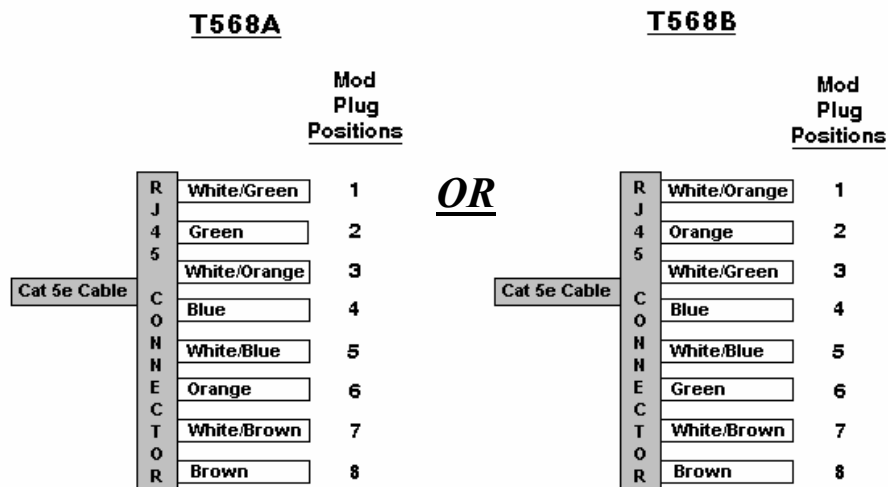 T568A
Mod
Plug
Positions
RJ45 CONNECTOR
Cat 5e Cable
White/Green 1
Green 2
White/Orange 3
Blue 4
White/Blue 5
Orange 6
White/Brown 7
Brown 8
OR
T568B
Mod
Plug
Positions
RJ45 CONNECTOR
Cat 5e Cable
White/Orange 1
Orange 2
White/Green 3
Blue 4
White/Blue 5
Green 6
White/Brown 7
Brown 8